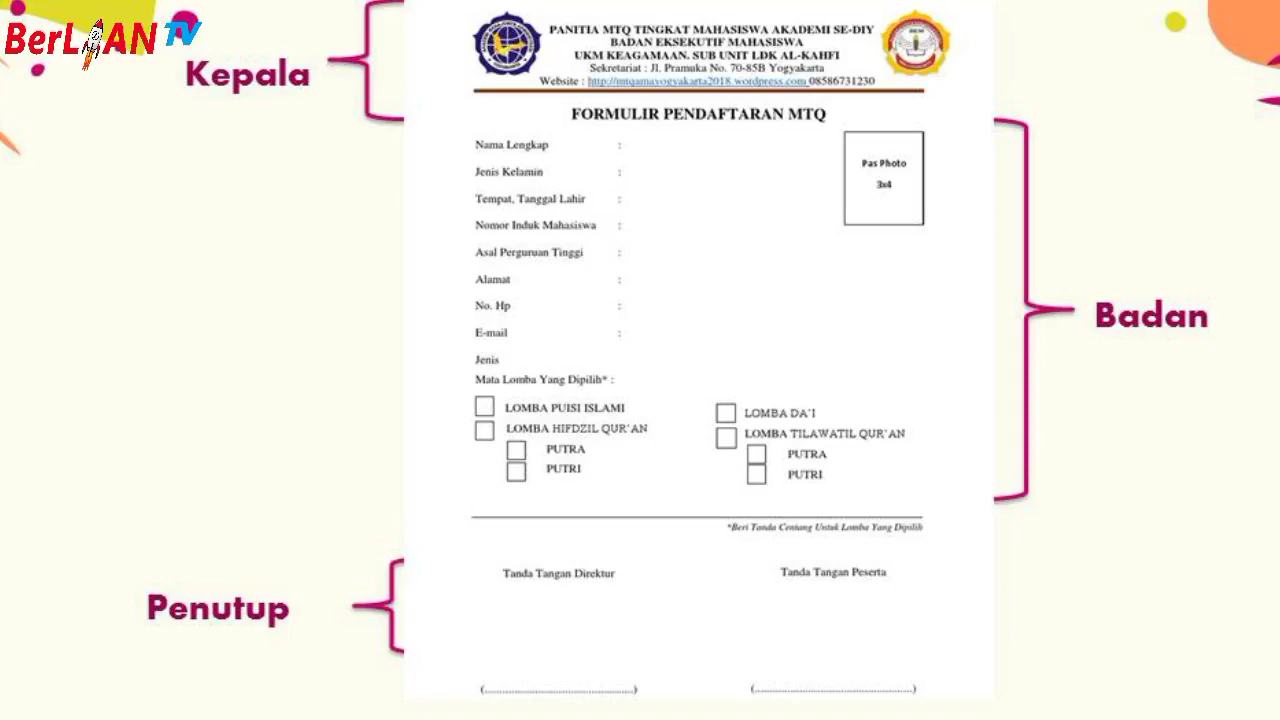 BerLIAN TV
Kepala
PANITIA MTQ TINGKAT MAHASISWA AKADEMI SE-DIY
BADAN EKSEKUTIF MAHASISWA
UKM KEAGAMAAN. SUB UNIT LDK AL-KAHFI
Sekretariat : Jl. Pramuka No. 70-85B Yogyakarta
Website : http://mtqamayogyakarta2018.wordpress.com 08586731230
FORMULIR PENDAFTARAN MTQ
Nama Lengkap :
Pas Photo
3x4
Jenis Kelamin :
Tempat, Tanggal Lahir :
Nomor Induk Mahasiswa :
Asal Perguruan Tinggi :
Alamat :
No. Hp :
E-mail :
Badan
Jenis
Mata Lomba Yang Dipilih* :
LOMBA PUISI ISLAMI
LOMBA HIFDZIL QUR'AN
PUTRA
PUTRI
LOMBA DA'I
LOMBA TILAWATIL QUR'AN
PUTRA
PUTRI
*Beri Tanda Centang Untuk Lomba Yang Dipilih
Penutup
Tanda Tangan Direktur Tanda Tangan Peserta
(....................................................) (......................................................)